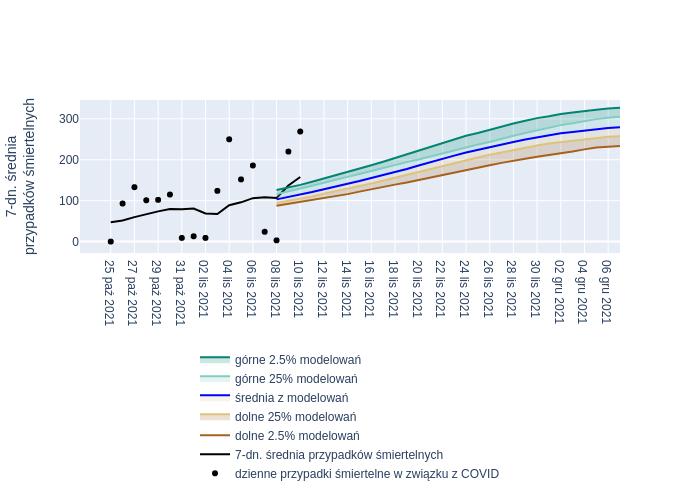 7-dn. średnia
przypadków śmiertelnych
300
200
100
0
25 paź 2021
27 paź 2021
29 paź 2021
31 paź 2021
02 lis 2021
04 lis 2021
06 lis 2021
08 lis 2021
10 lis 2021
12 lis 2021
14 lis 2021
16 lis 2021
18 lis 2021
20 lis 2021
22 lis 2021
24 lis 2021
26 lis 2021
28 lis 2021
30 lis 2021
02 gru 2021
04 gru 2021
06 gru 2021
górne 2.5% modelowań
górne 25% modelowań
średnia z modelowań
dolne 25% modelowań
dolne 2.5% modelowań
7-dn. średnia przypadków śmiertelnych
dzienne przypadki śmiertelne w związku z COVID